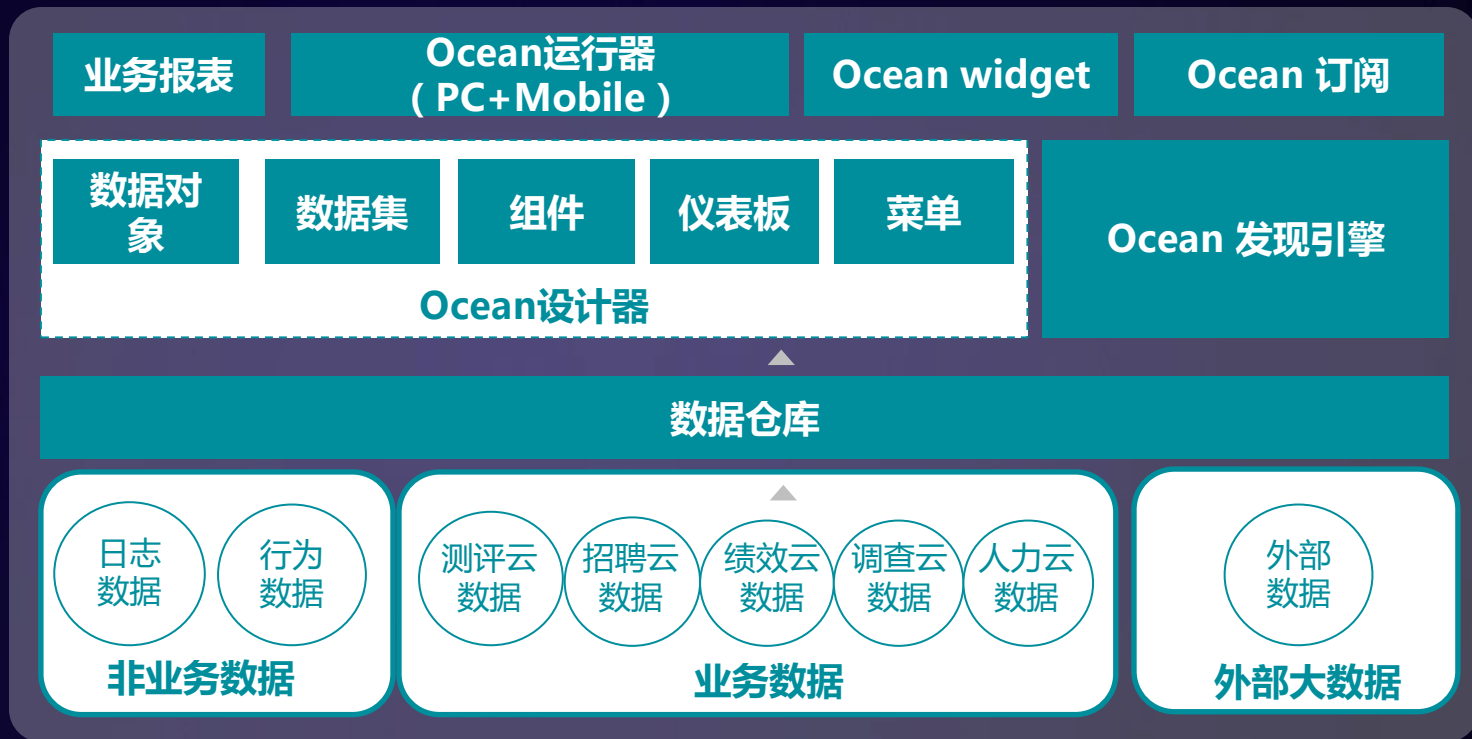 业务报表
Ocean运行器
（PC+Mobile）
Ocean widget
Ocean 订阅
数据对
象
数据集
组件
仪表板
菜单
Ocean设计器
Ocean 发现引擎
数据仓库
日志
数据
行为
数据
非业务数据
测评云
数据
招聘云
数据
绩效云
数据
调查云
数据
人力云
数据
业务数据
外部
数据
外部大数据